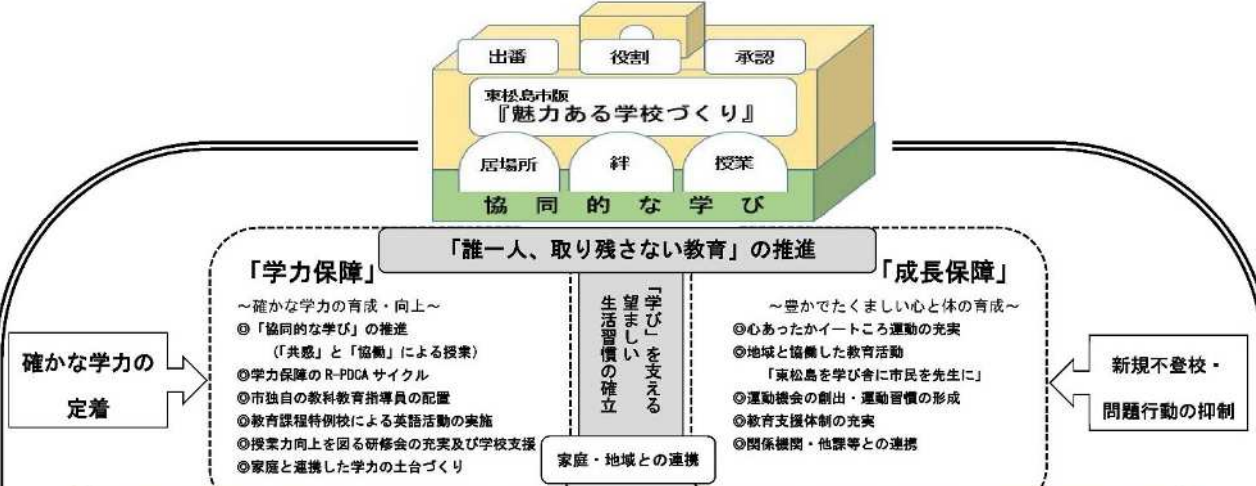 出番
役割
承認
東松島市版
『魅力ある学校づくり』
居場所
絆
授業
協同的な学び
「誰一人、取り残さない教育」の推進
「学力保障」
~確かな学力の育成・向上~
◎「協同的な学び」の推進
(「共感」と「協働」による授業)
◎学力保障のR-PDCAサイクル
◎市独自の教科教育指導員の配置
◎教育課程特例校による英語活動の実施
◎授業力向上を図る研修会の充実及び学校支援
◎家庭と連携した学力の土台づくり
「学び」を支える
望ましい
生活習慣の確立
家庭・地域との連携
「成長保障」
~豊かでたくましい心と体の育成~
◎心あったかイートころ運動の充実
◎地域と協働した教育活動
「東松島を学び舎に市民を先生に」
◎運動機会の創出・運動習慣の形成
◎教育支援体制の充実
◎関係機関・他課等との連携
確かな学力の
定着
新規不登校・
問題行動の抑制